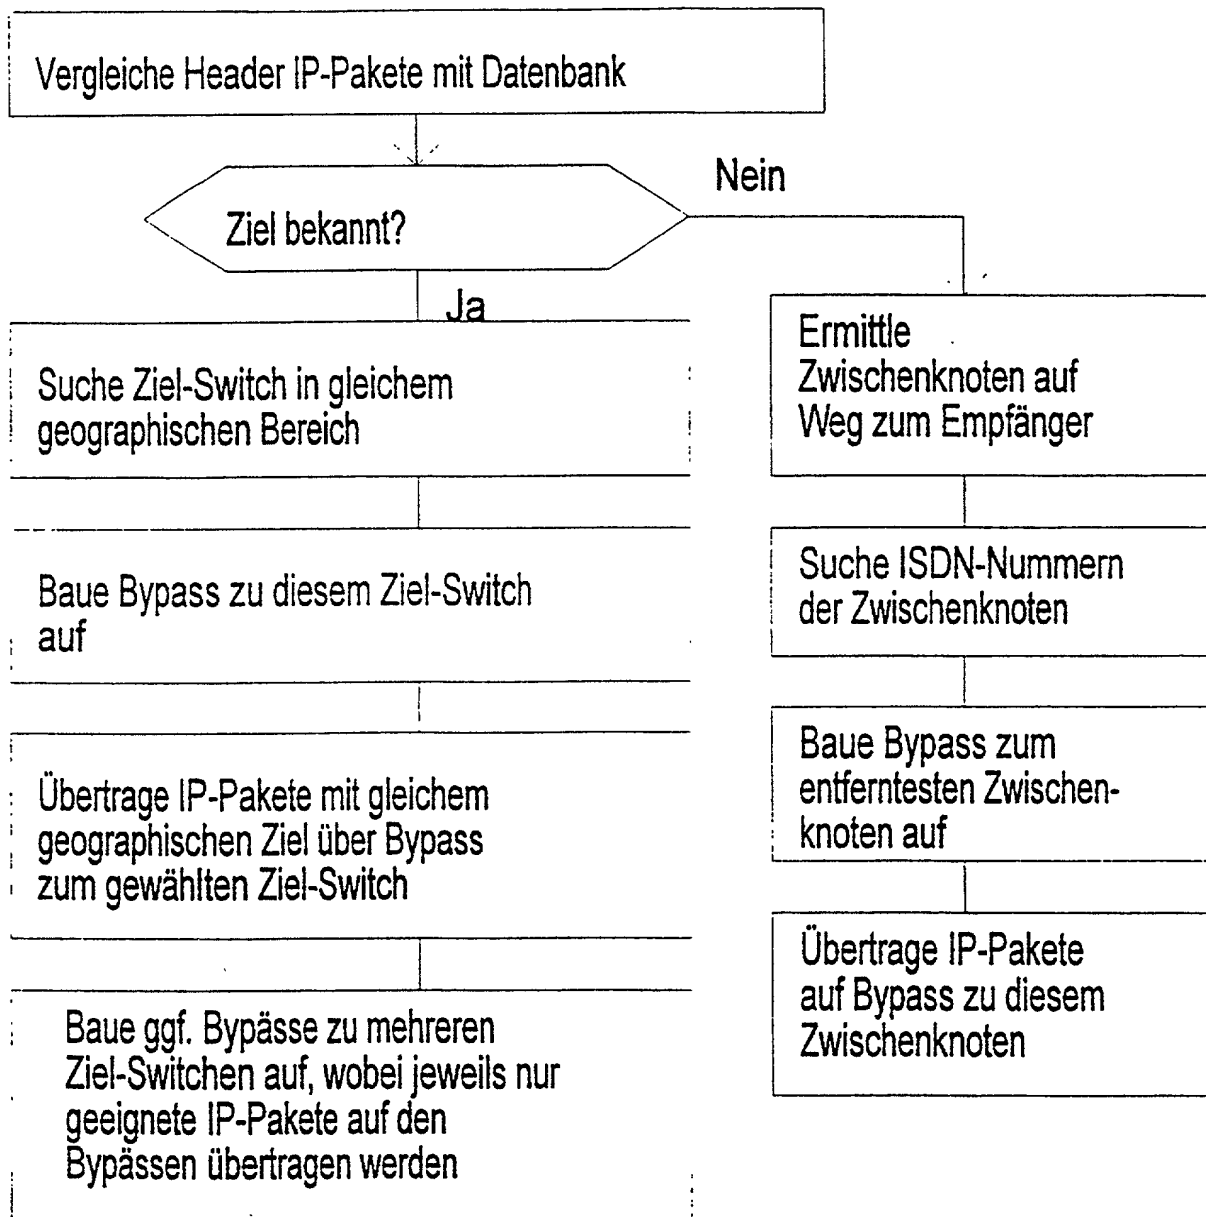 Vergleiche Header IP-Pakete mit Datenbank
Ziel bekannt?
Nein
Ja
Suche Ziel-Switch in gleichem
geographischen Bereich
Baue Bypass zu diesem Ziel-Switch
auf
Übertrage IP-Pakete mit gleichem
geographischen Ziel über Bypass
zum gewählten Ziel-Switch
Baue ggf. Bypässe zu mehreren
Ziel-Switchen auf, wobei jeweils nur
geeignete IP-Pakete auf den
Bypässen übertragen werden
Ermittle
Zwischenknoten auf
Weg zum Empfänger
Suche ISDN-Nummern
der Zwischenknoten
Baue Bypass zum
entferntesten Zwischen-
knoten auf
Übertrage IP-Pakete
auf Bypass zu diesem
Zwischenknoten